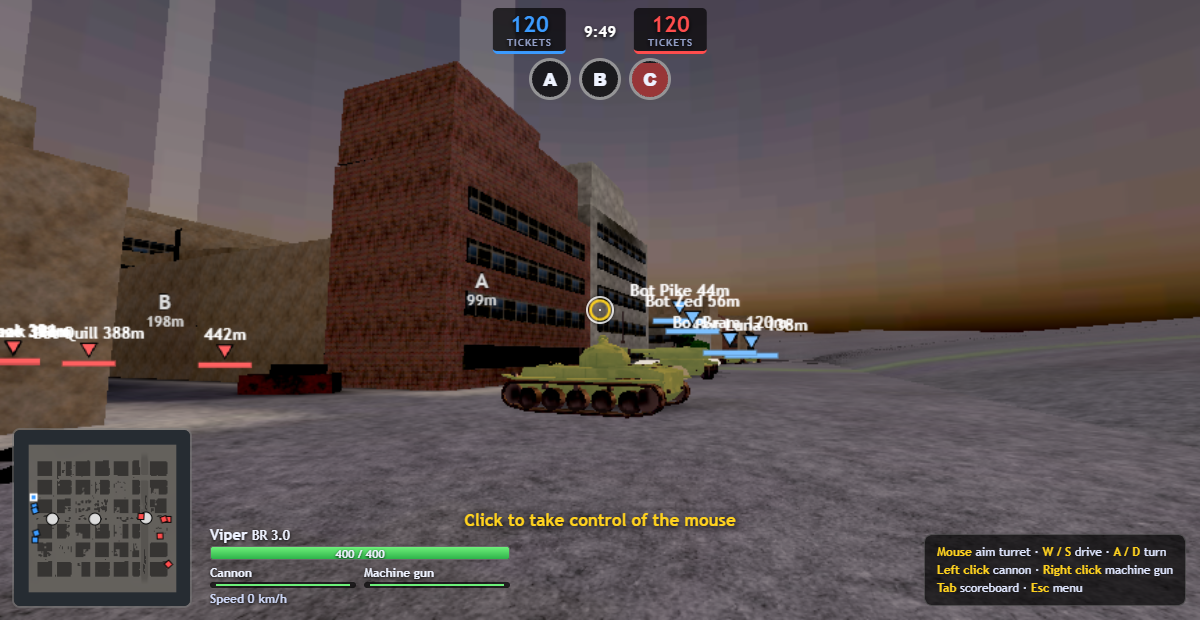 120
TICKETS
9:49
120
TICKETS
A
B
C
A
99m
B
198m
Bot Pike 44m
56m
Quill 388m
442m
Click to take control of the mouse
Viper BR 3.0
400 / 400
Cannon
Machine gun
Speed 0 km/h
Mouse aim turret · W / S drive · A / D turn
Left click cannon · Right click machine gun
Tab scoreboard · Esc menu